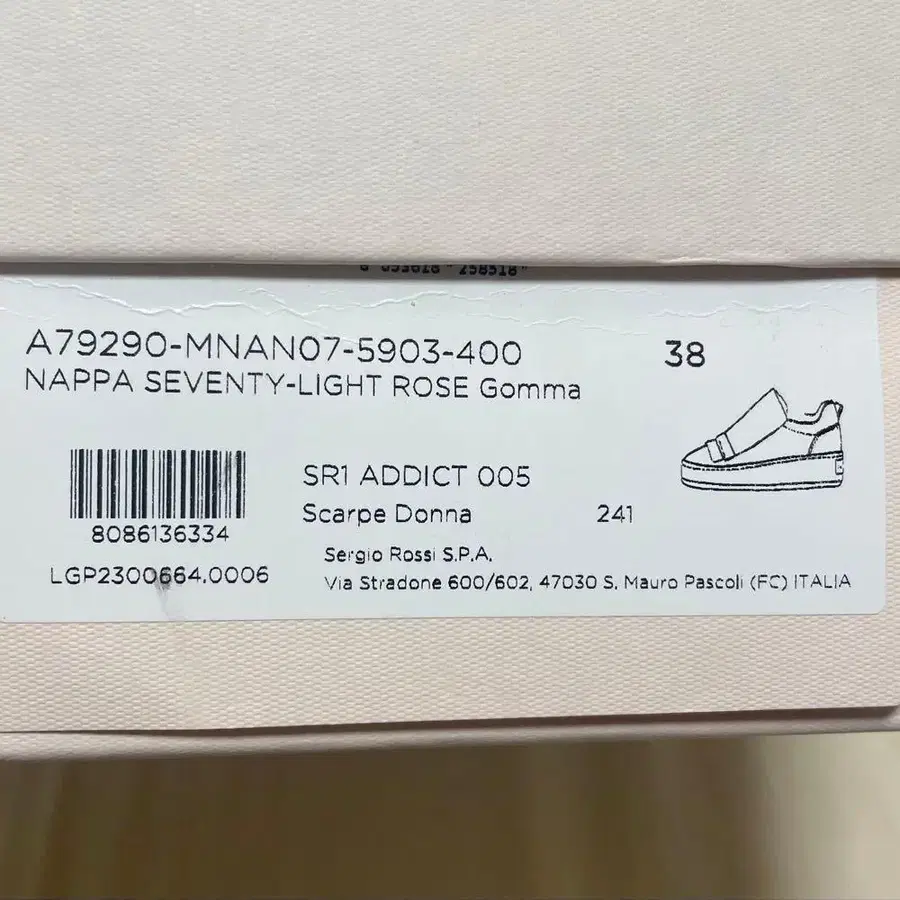 A79290-MNAN07-5903-400 38
NAPPA SEVENTY-LIGHT ROSE Gomma
SR1 ADDICT 005
8086136334
Scarpe Donna 241
LGP2300664.0006
Sergio Rossi S.P.A.
Via Stradone 600/602, 47030 S. Mauro Pascoli (FC) ITALIA